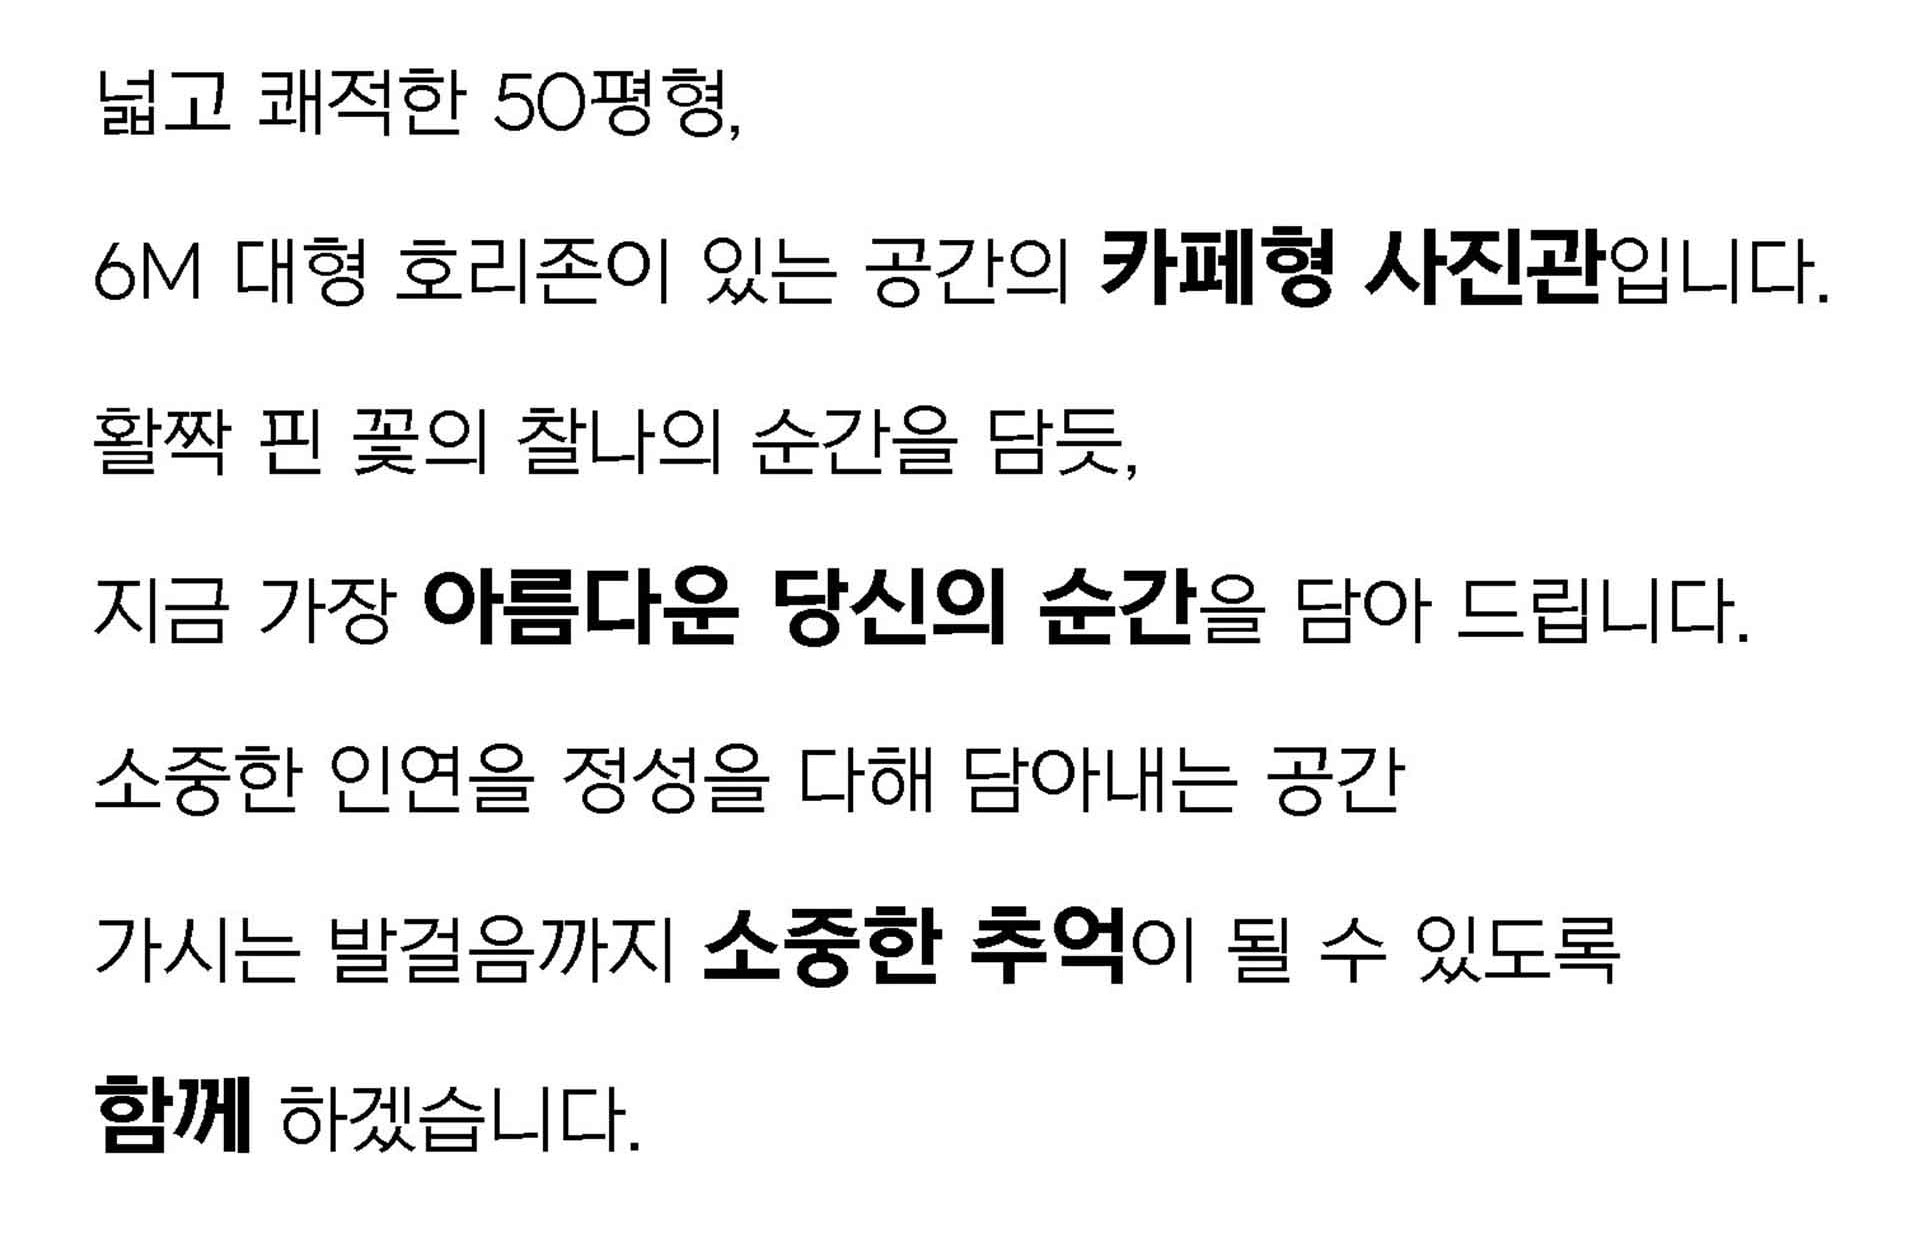 넓고 쾌적한 50평형,
6M 대형 호리존이 있는 공간의 카페형 사진관입니다.
활짝 핀 꽃의 찰나의 순간을 담듯,
지금 가장 아름다운 당신의 순간을 담아 드립니다.
소중한 인연을 정성을 다해 담아내는 공간
가시는 발걸음까지 소중한 추억이 될 수 있도록
함께 하겠습니다.